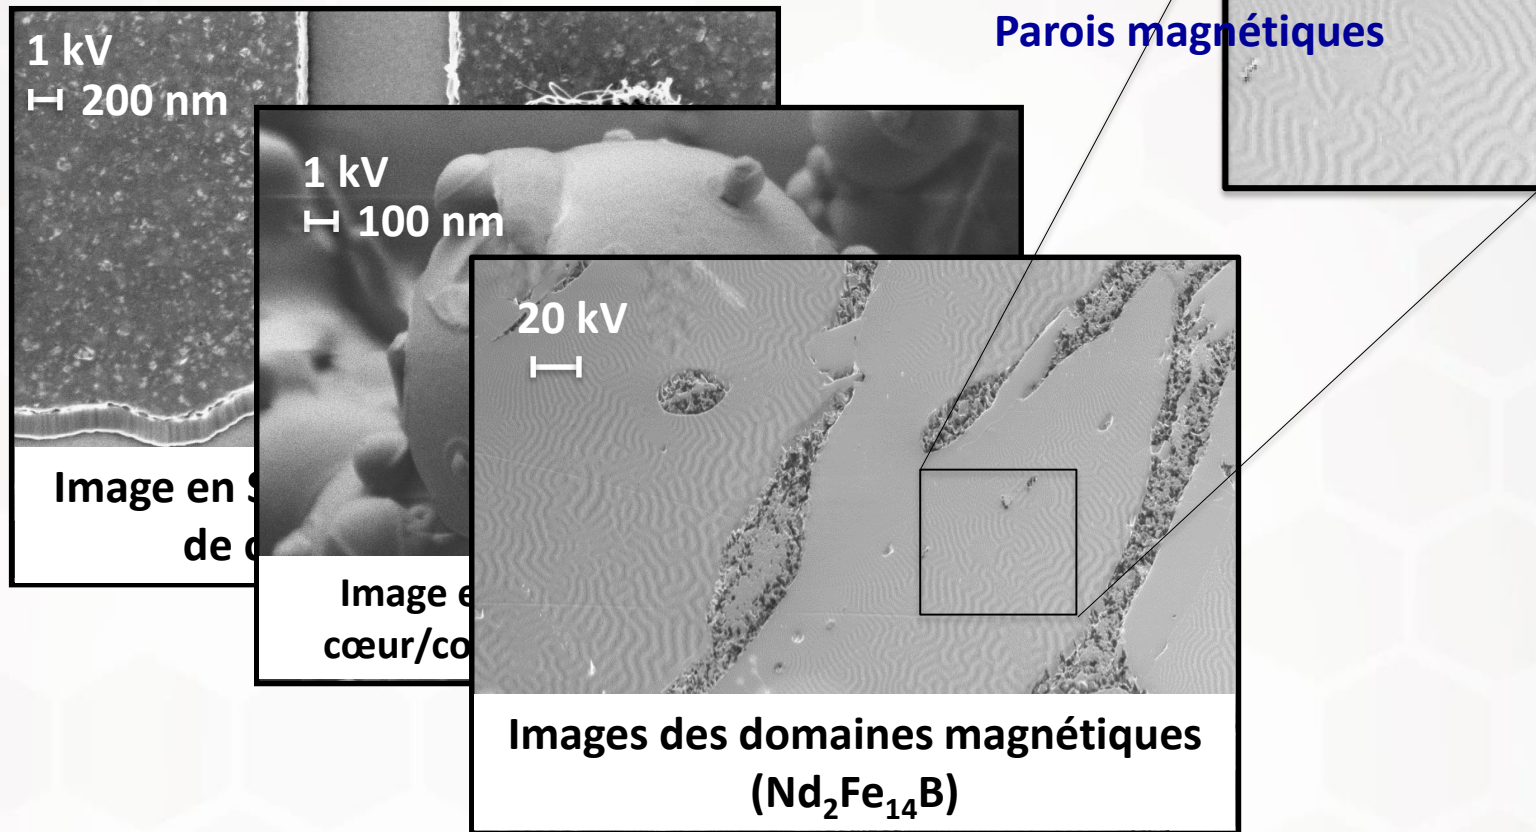 Parois magnétiques
1 kV
200 nm
Image en
de
1 kV
100 nm
Image
cœur/co
20 kV
Images des domaines magnétiques
(Nd₂Fe₁₄B)